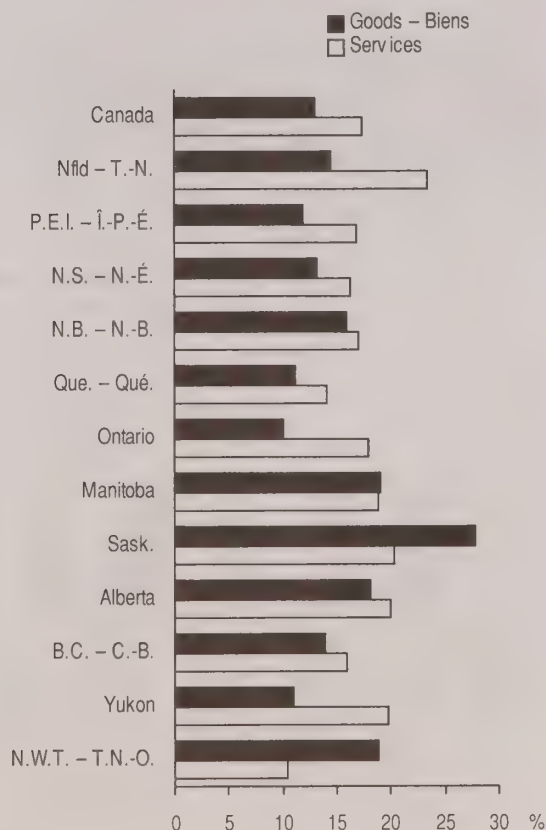 Goods – Biens
Services
Canada
Nfld – T.-N.
P.E.I. – Î.-P.-É.
N.S. – N.-É.
N.B. – N.-B.
Que. – Qué.
Ontario
Manitoba
Sask.
Alberta
B.C. – C.-B.
Yukon
N.W.T. – T.N.-O.
0 5 10 15 20 25 30 %